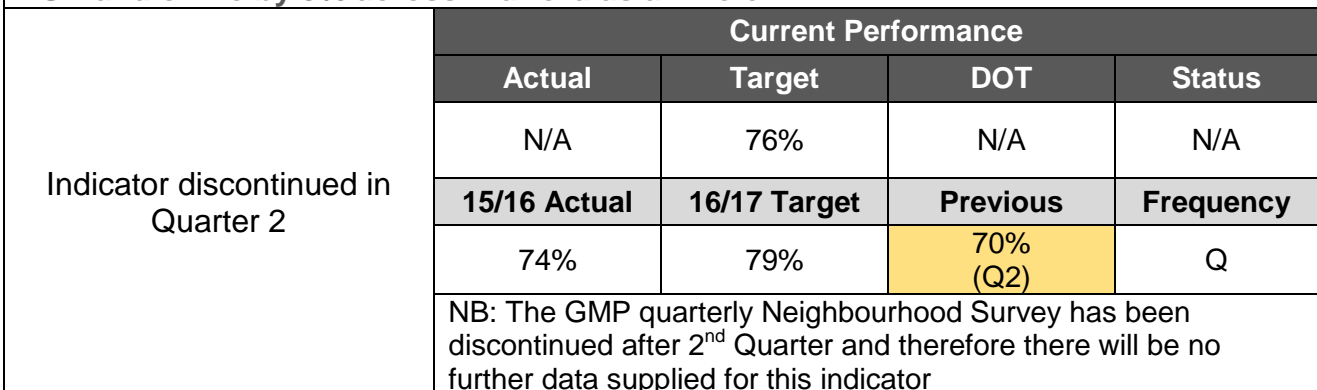 Current Performance
Actual Target DOT Status
N/A 76% N/A N/A
Indicator discontinued in
Quarter 2
15/16 Actual 16/17 Target Previous Frequency
74% 79% 70%
(Q2) Q
NB: The GMP quarterly Neighbourhood Survey has been
discontinued after 2nd Quarter and therefore there will be no
further data supplied for this indicator